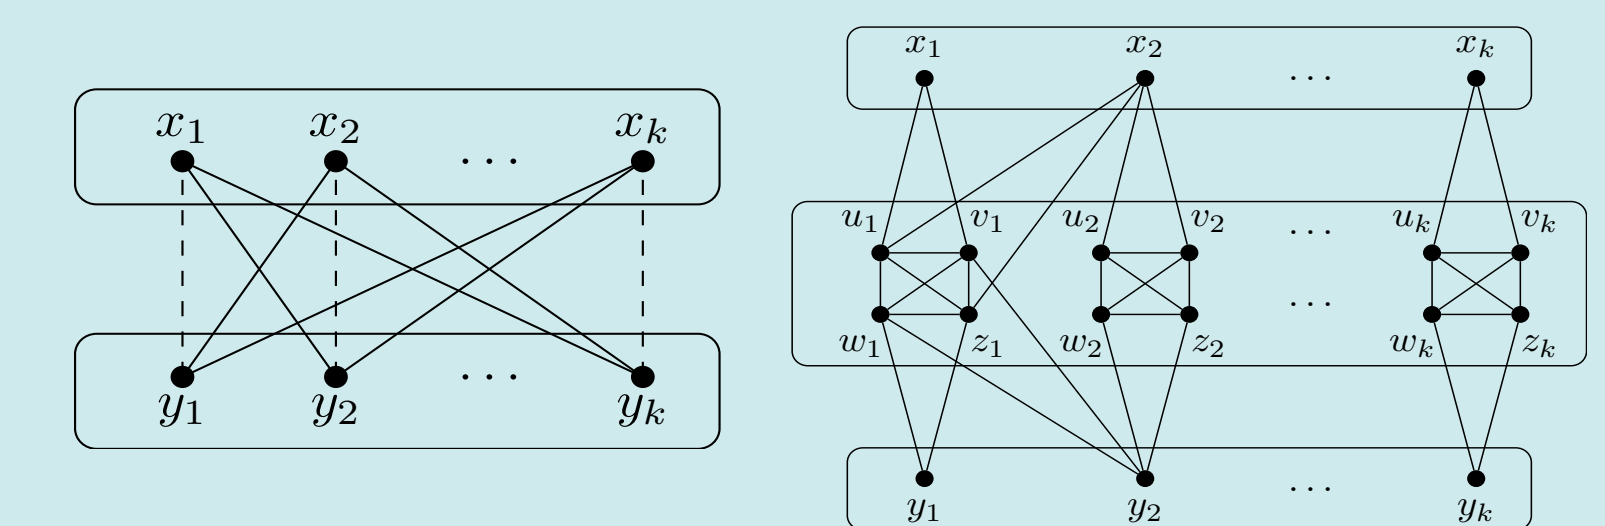 x₁ x₂ ⋯ xₖ
y₁ y₂ ⋯ yₖ
x₁ x₂ ⋯ xₖ
u₁ v₁ u₂ v₂ ⋯ uₖ vₖ
w₁ z₁ w₂ z₂ ⋯ wₖ zₖ
y₁ y₂ ⋯ yₖ